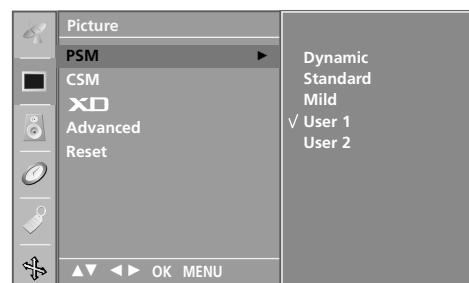 Picture
PSM ►
CSM
XD
Advanced
Reset
▲▼ ◄► OK MENU
Dynamic
Standard
Mild
√ User 1
User 2